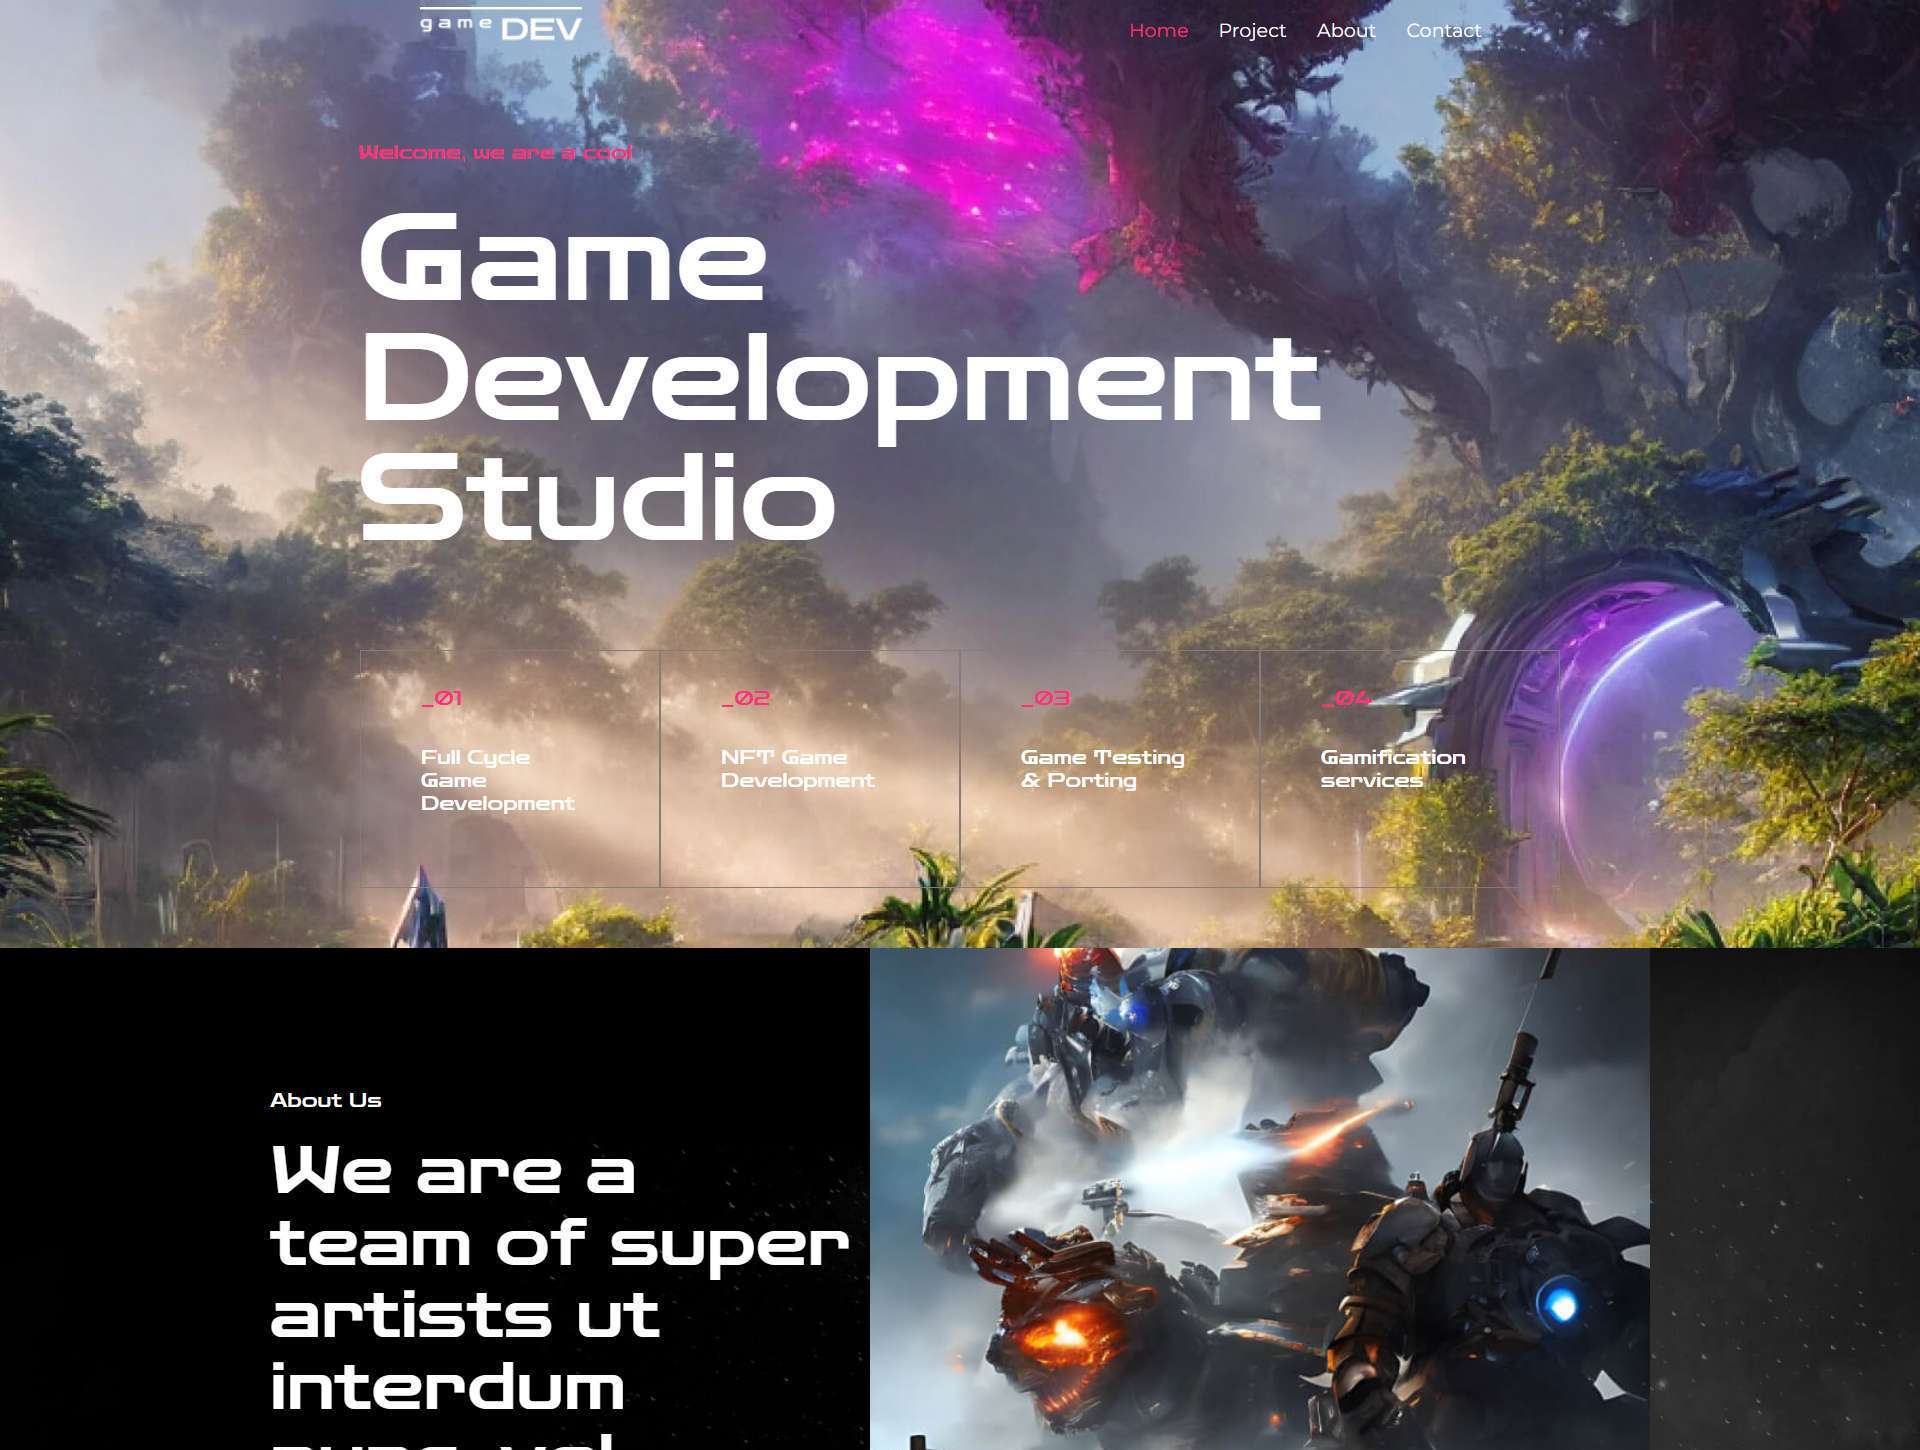 game DEV
Home Project About Contact
Welcome, we are a cool
Game
Development
Studio
_01
Full Cycle
Game
Development
_02
NFT Game
Development
_03
Game Testing
& Porting
_04
Gamification
services
About Us
We are a
team of super
artists ut
interdum